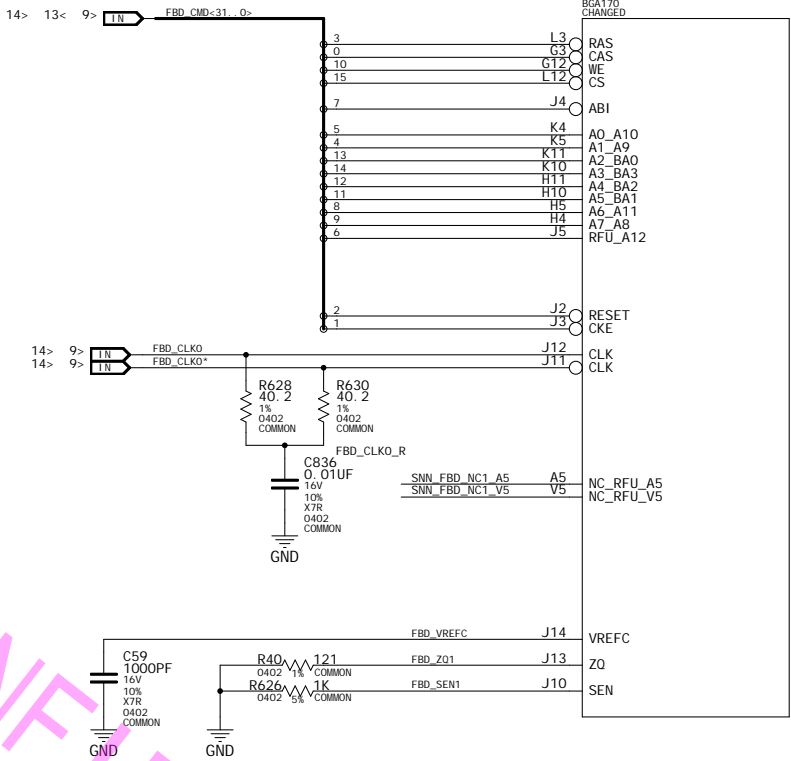 BGA170
CHANGED
14> 13< 9> IN FBD_CMD<31..0>
3 L3 RAS
0 G3 CAS
10 G12 WE
15 L12 CS
7 J4 ABI
5 K4 A0_A10
4 K5 A1_A9
13 K11 A2_BA0
14 K10 A3_BA3
12 H11 A4_BA2
11 H10 A5_BA1
8 H5 A6_A11
9 H4 A7_A8
6 J5 RFU_A12
2 J2 RESET
1 J3 CKE
14> 9> IN FBD_CLK0 J12 CLK
14> 9> IN FBD_CLK0* J11 CLK
R628
40.2
1%
0402
COMMON
R630
40.2
1%
0402
COMMON
FBD_CLK0_R
C836
0.01UF
16V
10%
X7R
0402
COMMON
GND
SNN_FBD_NC1_A5 A5 NC_RFU_A5
SNN_FBD_NC1_V5 V5 NC_RFU_V5
FBD_VREFC J14 VREFC
C59
1000PF
16V
10%
X7R
0402
COMMON
GND
R40 121 FBD_ZQ1 J13 ZQ
0402 1% COMMON
R626 1K FBD_SEN1 J10 SEN
0402 5% COMMON
GND